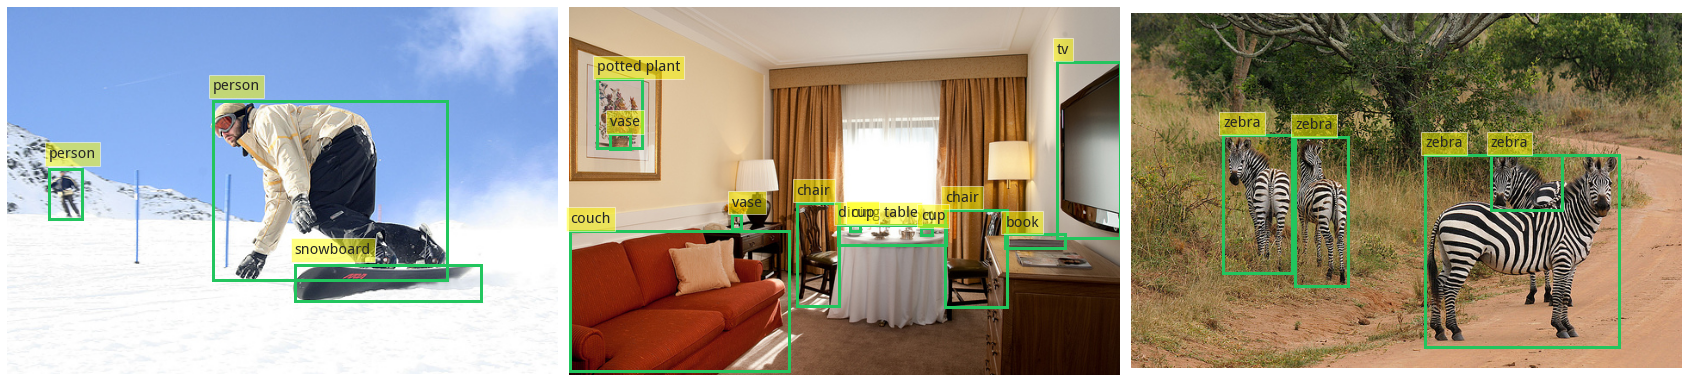 person
person
snowboard
potted plant
vase
tv
couch
vase
chair
dining table
cup
cup
chair
book
zebra
zebra
zebra
zebra